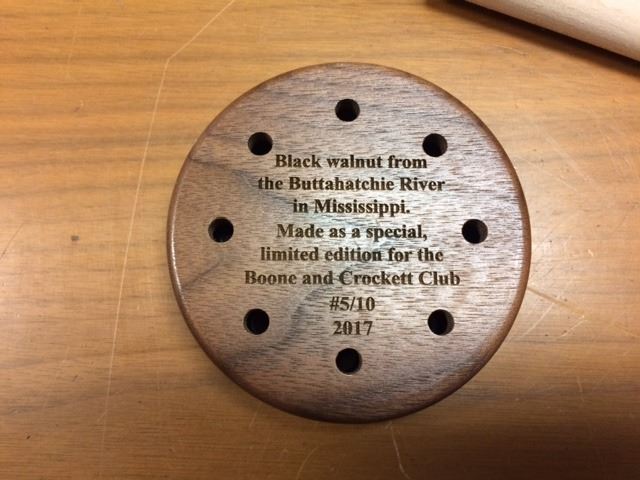 Black walnut from
the Buttahatchie River
in Mississippi.
Made as a special,
limited edition for the
Boone and Crockett Club
#5/10
2017